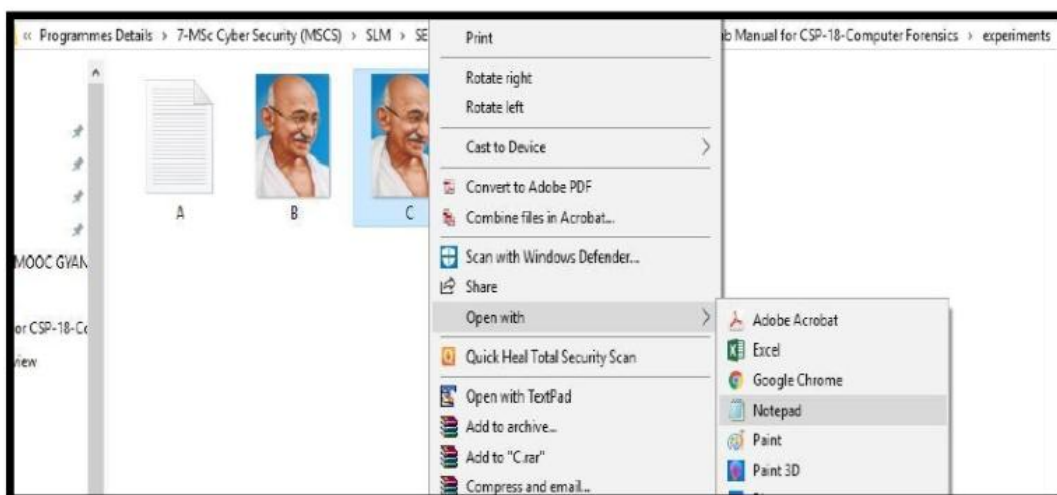 « Programmes Details › 7-MSc Cyber Security (MSCS) › SLM › SE
b Manual for CSP-18-Computer Forensics › experiments
A
B
C
MOOC GYAN
or CSP-18-Co
view
Print
Rotate right
Rotate left
Cast to Device
Convert to Adobe PDF
Combine files in Acrobat...
Scan with Windows Defender...
Share
Open with
Quick Heal Total Security Scan
Open with TextPad
Add to archive...
Add to "C.rar"
Compress and email...
Adobe Acrobat
Excel
Google Chrome
Notepad
Paint
Paint 3D